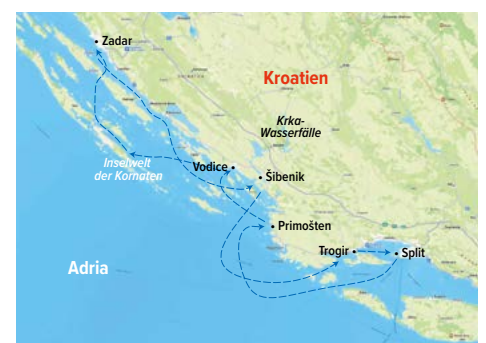 Zadar
Kroatien
Krka-
Wasserfälle
Inselwelt
der Kornaten
Vodice
Šibenik
Primošten
Trogir
Split
Adria